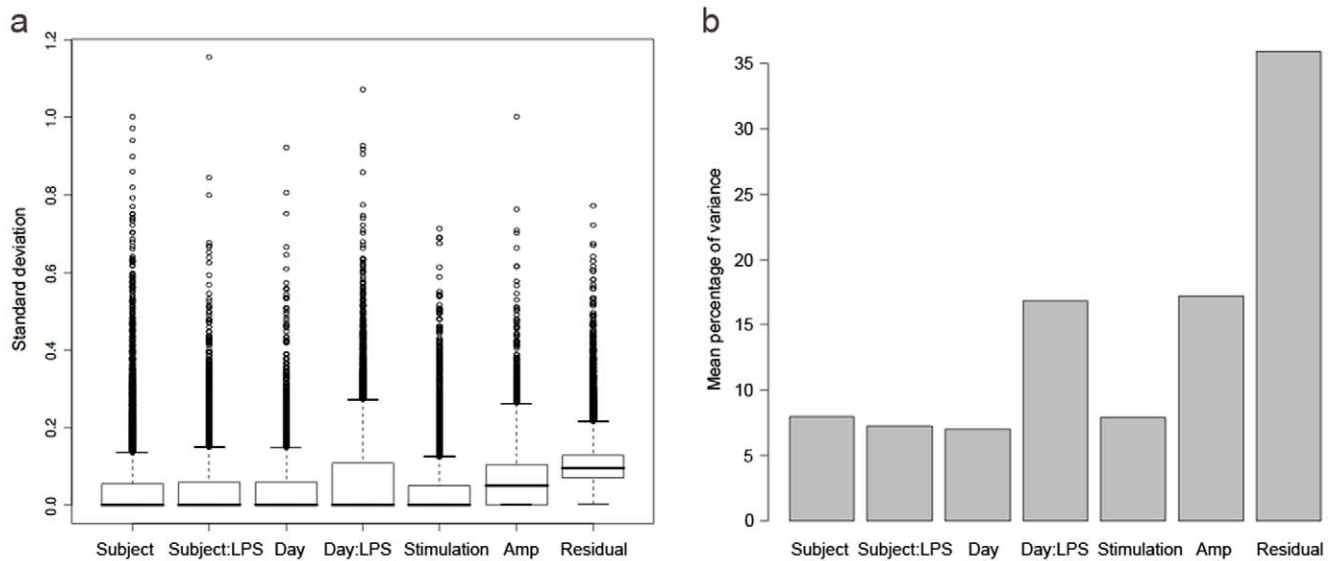 a
Standard deviation
1.2
1.0
0.8
0.6
0.4
0.2
0.0
Subject Subject:LPS Day Day:LPS Stimulation Amp Residual
b
Mean percentage of variance
35
30
25
20
15
10
5
0
Subject Subject:LPS Day Day:LPS Stimulation Amp Residual